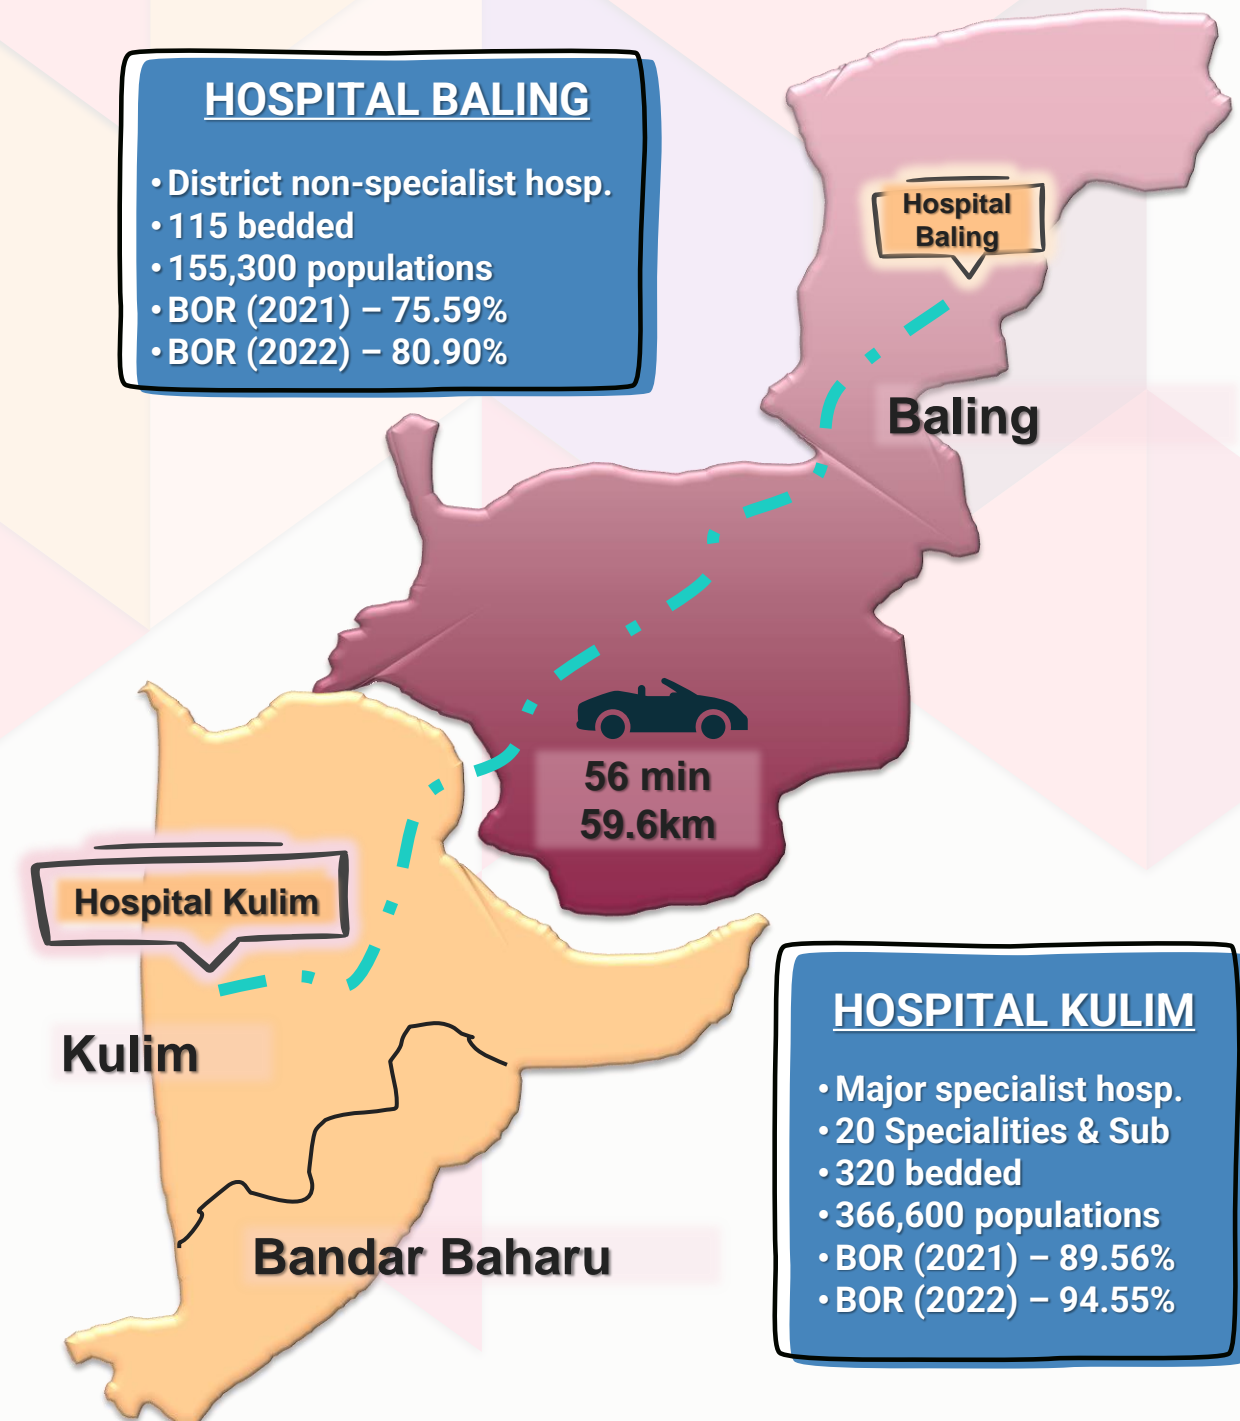 HOSPITAL BALING
• District non-specialist hosp.
• 115 bedded
• 155,300 populations
• BOR (2021) – 75.59%
• BOR (2022) – 80.90%
Hospital
Baling
Baling
56 min
59.6km
Hospital Kulim
Kulim
Bandar Baharu
HOSPITAL KULIM
• Major specialist hosp.
• 20 Specialities & Sub
• 320 bedded
• 366,600 populations
• BOR (2021) – 89.56%
• BOR (2022) – 94.55%